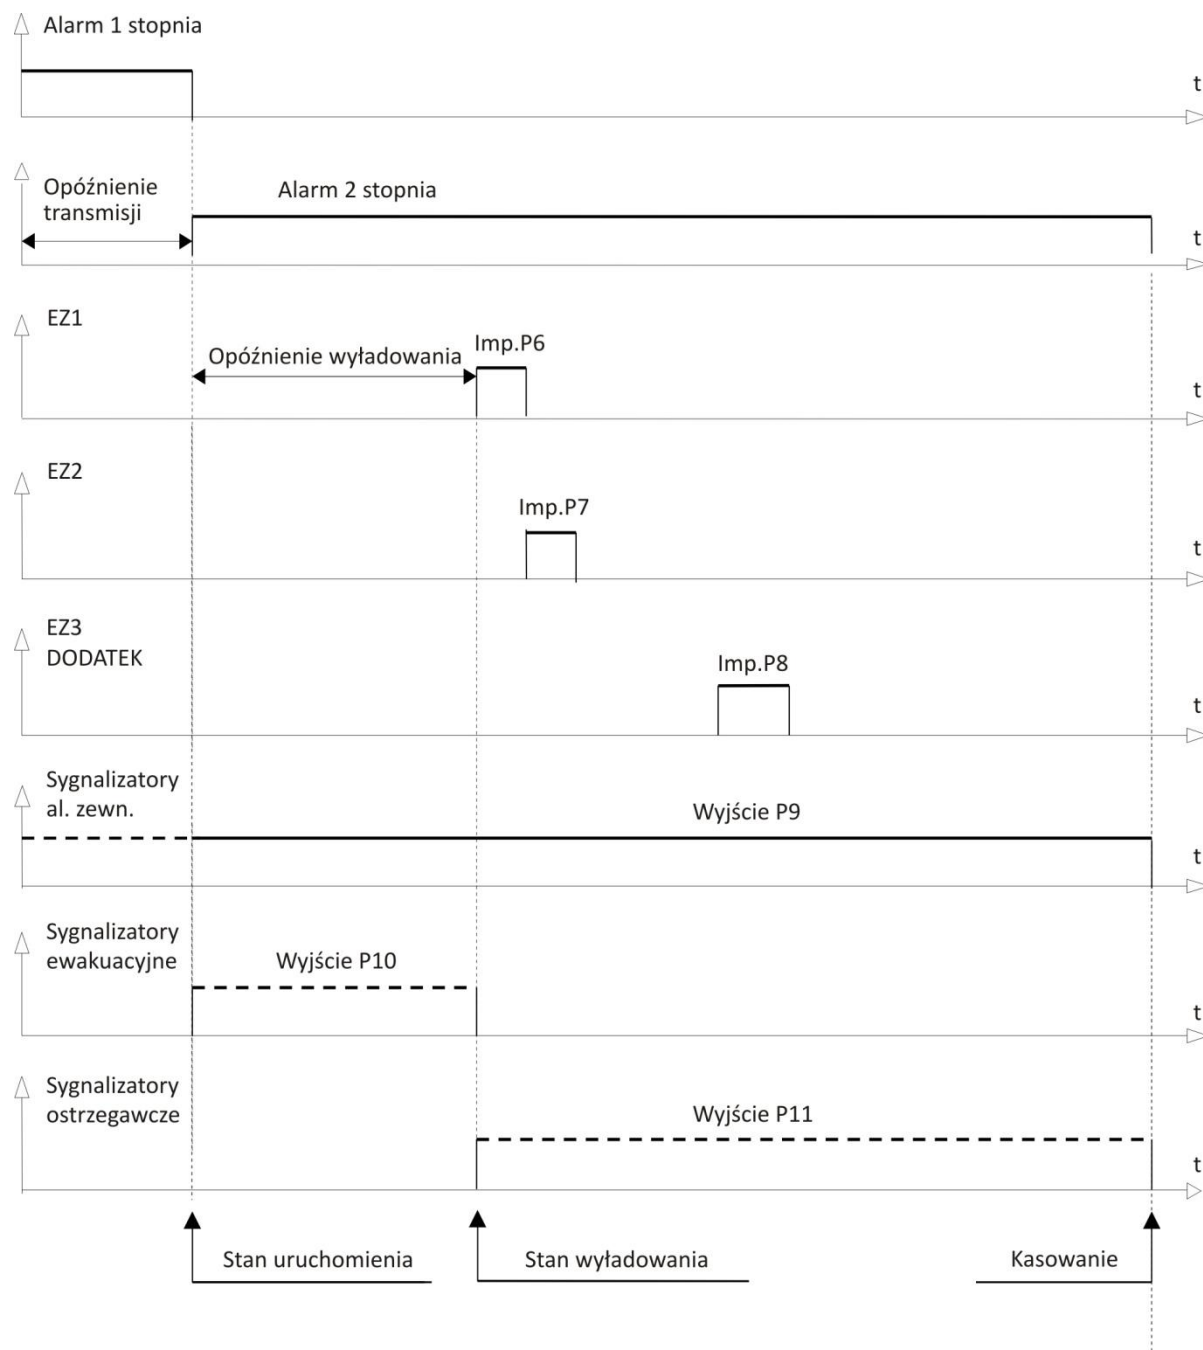 Alarm 1 stopnia
t
Opóźnienie
transmisji
Alarm 2 stopnia
t
EZ1
Opóźnienie wyładowania
Imp.P6
t
EZ2
Imp.P7
t
EZ3
DODATEK
Imp.P8
t
Sygnalizatory
al. zewn.
Wyjście P9
t
Sygnalizatory
ewakuacyjne
Wyjście P10
t
Sygnalizatory
ostrzegawcze
Wyjście P11
t
Stan uruchomienia
Stan wyładowania
Kasowanie